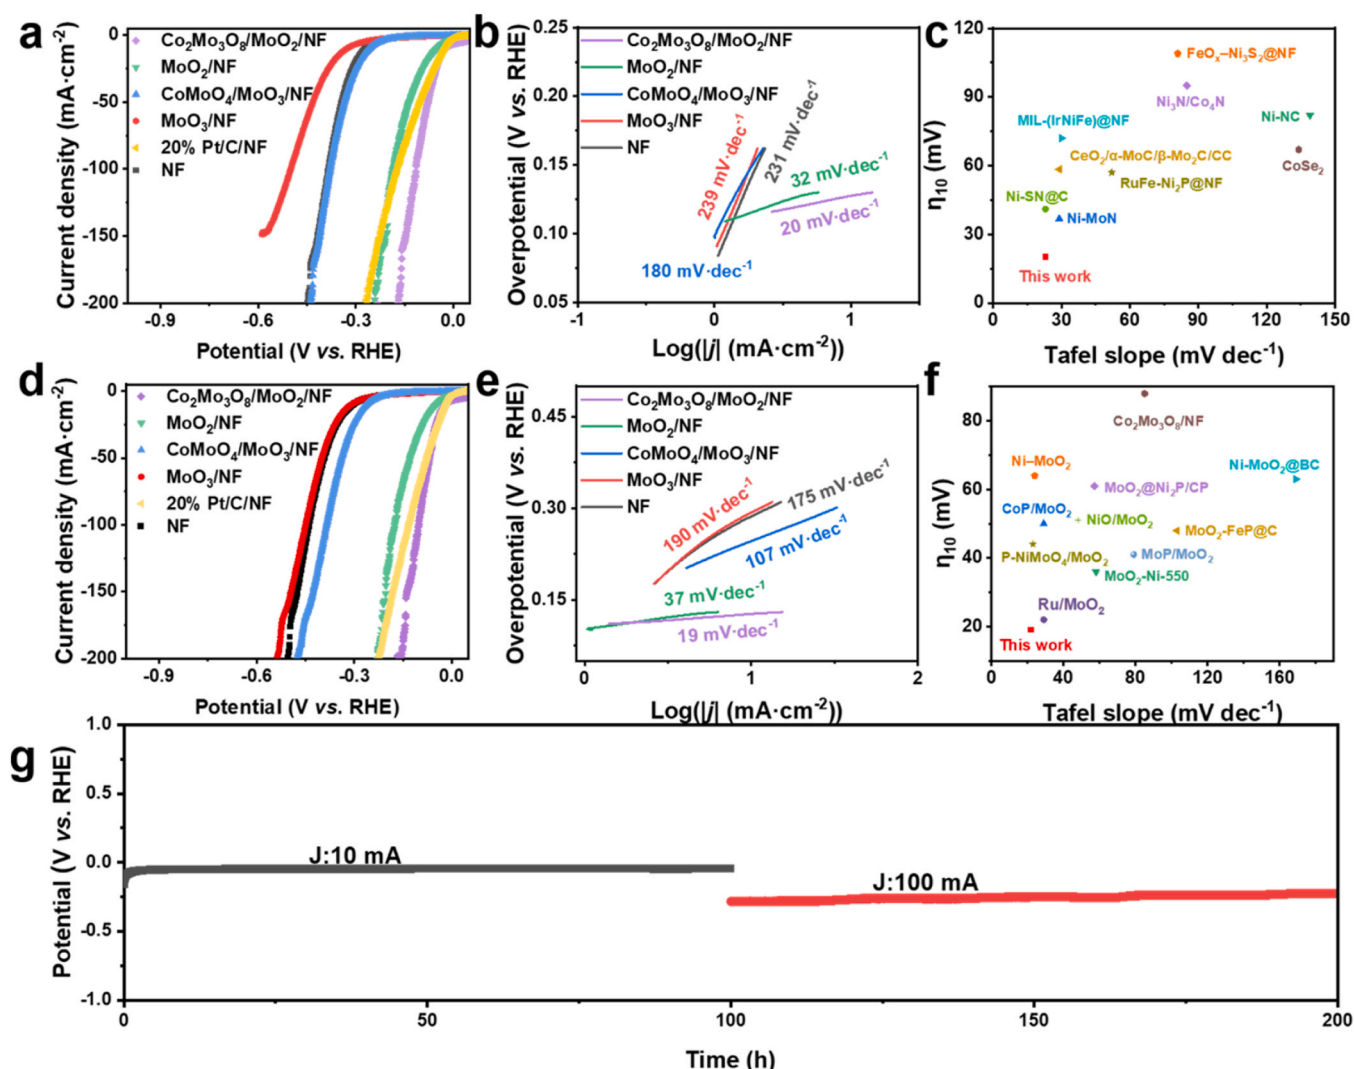 a
Current density (mA·cm⁻²)
0
-50
-100
-150
-200
-0.9
-0.6
-0.3
0.0
Potential (V vs. RHE)
Co₂Mo₃O₈/MoO₂/NF
MoO₂/NF
CoMoO₄/MoO₃/NF
MoO₃/NF
20% Pt/C/NF
NF
b
Overpotential (V vs. RHE)
0.25
0.20
0.15
0.10
0.05
-1
0
1
Log(|j| (mA·cm⁻²))
Co₂Mo₃O₈/MoO₂/NF
MoO₂/NF
CoMoO₄/MoO₃/NF
MoO₃/NF
NF
239 mV·dec⁻¹
231 mV·dec⁻¹
32 mV·dec⁻¹
20 mV·dec⁻¹
180 mV·dec⁻¹
c
η₁₀ (mV)
120
90
60
30
0
0
30
60
90
120
150
Tafel slope (mV dec⁻¹)
FeOₓ–Ni₃S₂@NF
Ni₃N/Co₄N
Ni-NC
MIL-(IrNiFe)@NF
CoSe₂
CeO₂/α-MoC/β-Mo₂C/CC
RuFe-Ni₂P@NF
Ni-SN@C
Ni-MoN
This work
d
Current density (mA·cm⁻²)
0
-50
-100
-150
-200
-0.9
-0.6
-0.3
0.0
Potential (V vs. RHE)
Co₂Mo₃O₈/MoO₂/NF
MoO₂/NF
CoMoO₄/MoO₃/NF
MoO₃/NF
20% Pt/C/NF
NF
e
Overpotential (V vs. RHE)
0.45
0.30
0.15
0
1
2
Log(|j| (mA·cm⁻²))
Co₂Mo₃O₈/MoO₂/NF
MoO₂/NF
CoMoO₄/MoO₃/NF
MoO₃/NF
NF
190 mV·dec⁻¹
175 mV·dec⁻¹
107 mV·dec⁻¹
37 mV·dec⁻¹
19 mV·dec⁻¹
f
η₁₀ (mV)
80
60
40
20
0
40
80
120
160
Tafel slope (mV dec⁻¹)
Co₂Mo₃O₈/NF
Ni–MoO₂
Ni-MoO₂@BC
MoO₂@Ni₂P/CP
CoP/MoO₂
NiO/MoO₂
MoO₂-FeP@C
P-NiMoO₄/MoO₂
MoP/MoO₂
MoO₂-Ni-550
Ru/MoO₂
This work
g
Potential (V vs. RHE)
1.0
0.5
0.0
-0.5
-1.0
J:10 mA
J:100 mA
0
50
100
150
200
Time (h)